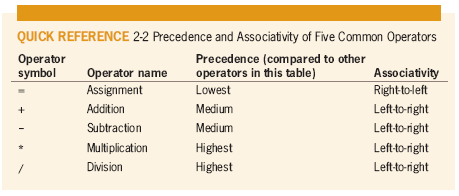 QUICK REFERENCE 2-2 Precedence and Associativity of Five Common Operators
Operator symbol Operator name Precedence (compared to other operators in this table) Associativity
= Assignment Lowest Right-to-left
+ Addition Medium Left-to-right
– Subtraction Medium Left-to-right
* Multiplication Highest Left-to-right
/ Division Highest Left-to-right